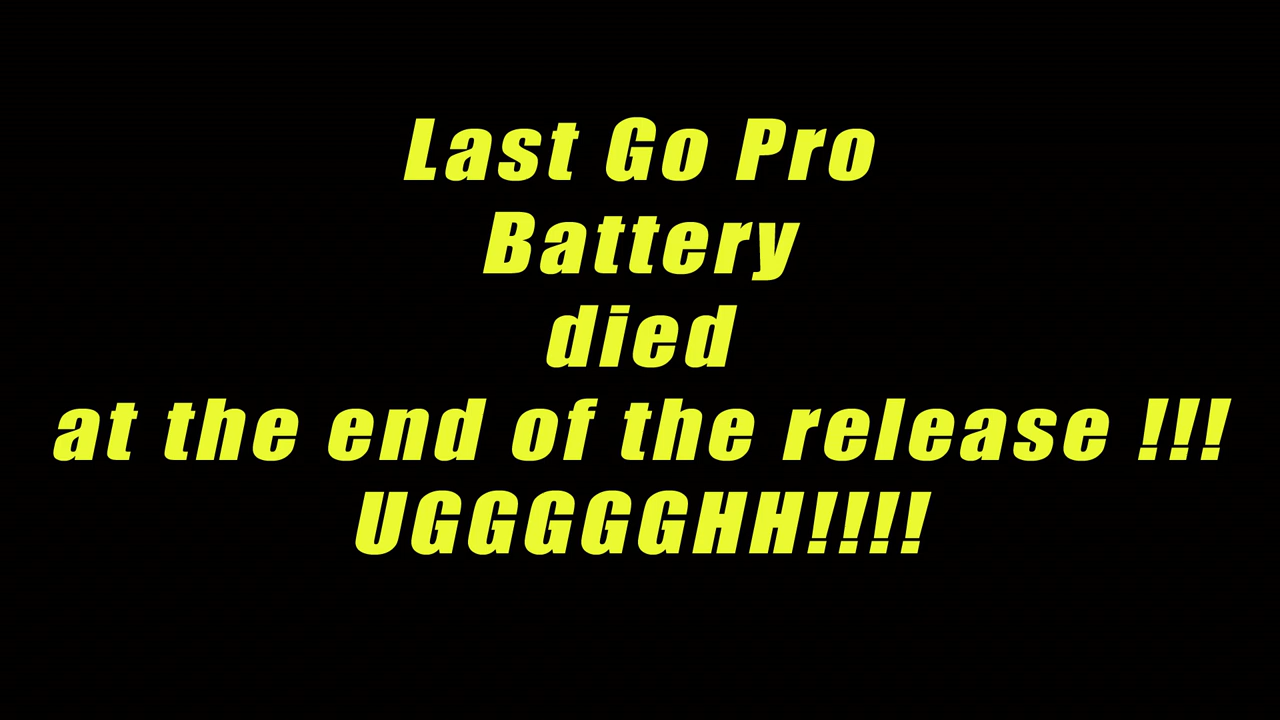 Last Go Pro
Battery
died
at the end of the release !!!
UGGGGGHH!!!!